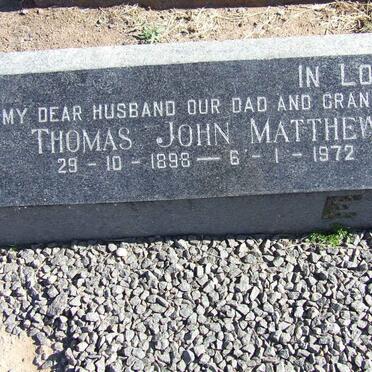 IN LO
MY DEAR HUSBAND OUR DAD AND GRAN
THOMAS JOHN MATTHEW
29 - 10 - 1898 — 6 - 1 - 1972